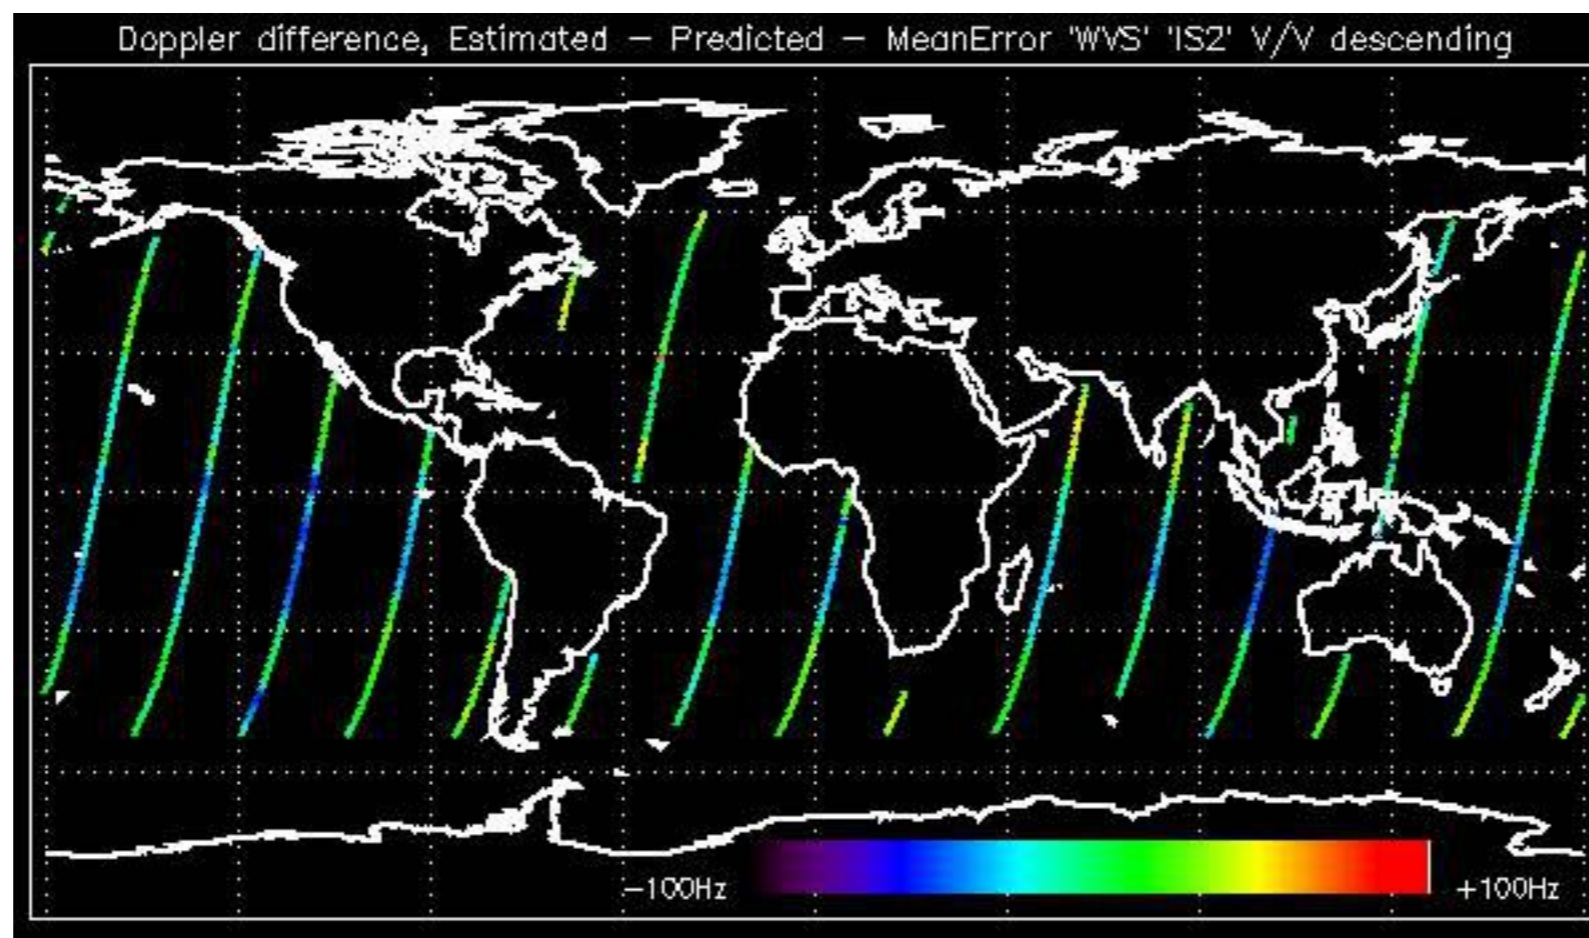 Doppler difference, Estimated - Predicted - MeanError 'WVS' 'IS2' V/V descending
-100Hz +100Hz